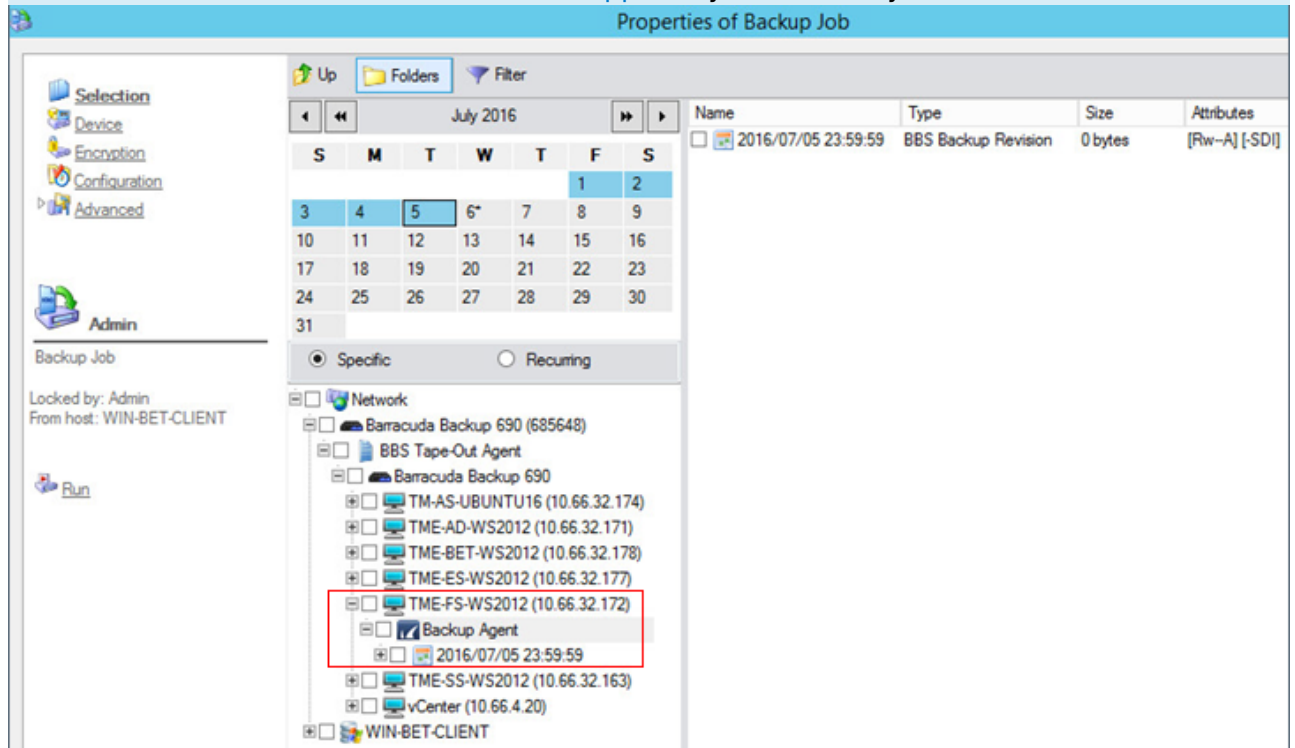 Properties of Backup Job
Selection
Device
Encryption
Configuration
Advanced
Admin
Backup Job
Locked by: Admin
From host: WIN-BET-CLIENT
Run
Up Folders Filter
July 2016
S M T W T F S
1 2
3 4 5 6* 7 8 9
10 11 12 13 14 15 16
17 18 19 20 21 22 23
24 25 26 27 28 29 30
31
Specific Recurring
Network
Barracuda Backup 690 (685648)
BBS Tape-Out Agent
Barracuda Backup 690
TM-AS-UBUNTU16 (10.66.32.174)
TME-AD-WS2012 (10.66.32.171)
TME-BET-WS2012 (10.66.32.178)
TME-ES-WS2012 (10.66.32.177)
TME-FS-WS2012 (10.66.32.172)
Backup Agent
2016/07/05 23:59:59
TME-SS-WS2012 (10.66.32.163)
vCenter (10.66.4.20)
WIN-BET-CLIENT
Name Type Size Attributes
2016/07/05 23:59:59 BBS Backup Revision 0 bytes [Rw--A] [-SDI]